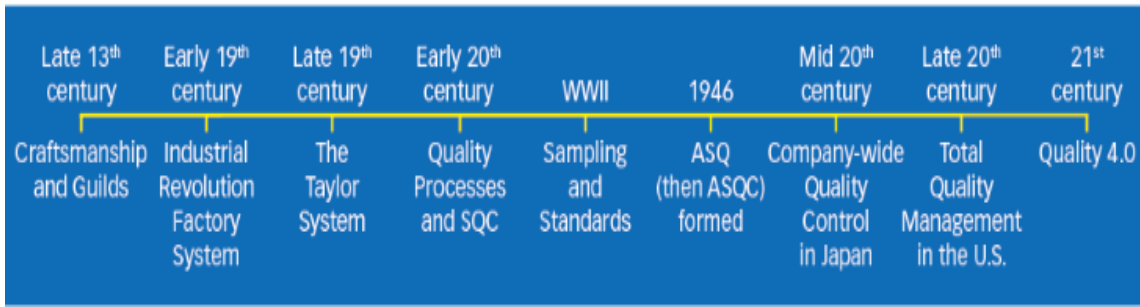 Late 13th century
Craftsmanship and Guilds
Early 19th century
Industrial Revolution Factory System
Late 19th century
The Taylor System
Early 20th century
Quality Processes and SQC
WWII
Sampling and Standards
1946
ASQ (then ASQC) formed
Mid 20th century
Company-wide Quality Control in Japan
Late 20th century
Total Quality Management in the U.S.
21st century
Quality 4.0